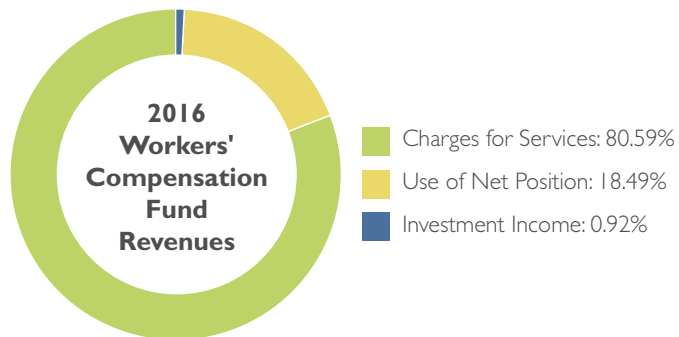 2016
Workers'
Compensation
Fund
Revenues
Charges for Services: 80.59%
Use of Net Position: 18.49%
Investment Income: 0.92%